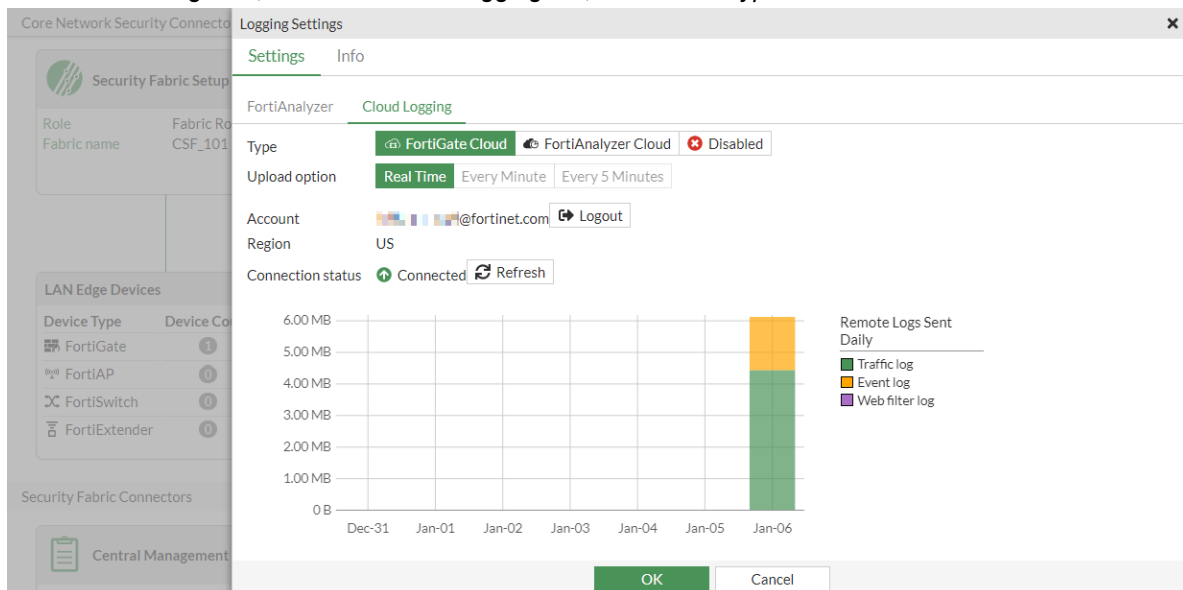 Core Network Security Connecto
Logging Settings
Settings Info
Security Fabric Setup
FortiAnalyzer Cloud Logging
Role Fabric Ro
Fabric name CSF_101
Type FortiGate Cloud FortiAnalyzer Cloud Disabled
Upload option Real Time Every Minute Every 5 Minutes
Account @fortinet.com Logout
Region US
Connection status Connected Refresh
LAN Edge Devices
Device Type Device Co
FortiGate 1
FortiAP 0
FortiSwitch 0
FortiExtender 0
6.00 MB
5.00 MB
4.00 MB
3.00 MB
2.00 MB
1.00 MB
0 B
Dec-31 Jan-01 Jan-02 Jan-03 Jan-04 Jan-05 Jan-06
Remote Logs Sent
Daily
Traffic log
Event log
Web filter log
Security Fabric Connectors
Central Management
OK Cancel